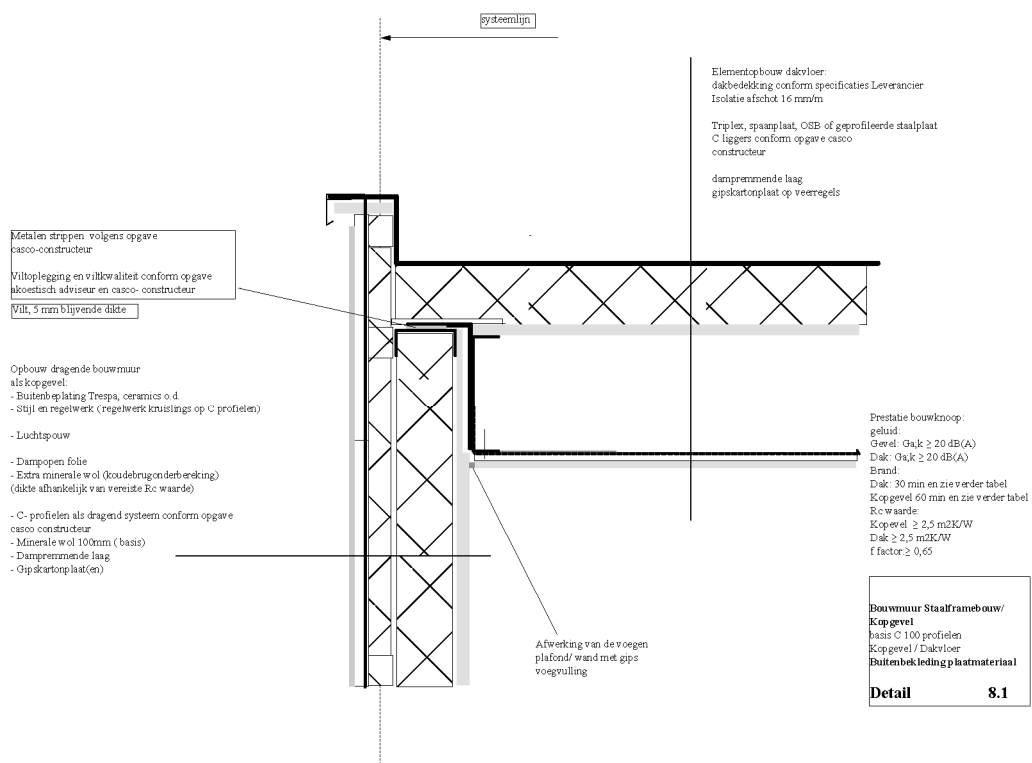 systeemlijn
Elementopbouw dakvloer:
dakbedekking conform specificaties Leverancier
Isolatie afschot 16 mm/m
Triplex, spaanplaat, OSB of geprofileerde staalplaat
C liggers conform opgave casco
constructeur
dampremmende laag
gipskartonplaat op veerregels
Metalen strippen volgens opgave
casco-constructeur
Viltoplegging en viltkwaliteit conform opgave
akoestisch adviseur en casco- constructeur
Vilt, 5 mm blijvende dikte
Opbouw dragende bouwmuur
als kopgevel:
- Buitenbeplating Trespa, ceramics o.d.
- Stijl en regelwerk ( regelwerk kruislings op C profielen)
- Luchtspouw
- Dampopen folie
- Extra minerale wol (koudebrugonderbereking)
(dikte afhankelijk van vereiste Rc waarde)
- C- profielen als dragend systeem conform opgave
casco constructeur
- Minerale wol 100mm ( basis)
- Dampremmende laag
- Gipskartonplaat(en)
Prestatie bouwknoop:
geluid:
Gevel: Ga;k ≥ 20 dB(A)
Dak: Ga;k ≥ 20 dB(A)
Brand:
Dak: 30 min en zie verder tabel
Kopgevel 60 min en zie verder tabel
Rc waarde:
Kopevel ≥ 2,5 m2K/W
Dak ≥ 2,5 m2K/W
f factor ≥ 0,65
Afwerking van de voegen
plafond/ wand met gips
voegvulling
Bouwmuur Staalframebouw/
Kopgevel
basis C 100 profielen
Kopgevel / Dakvloer
Buitenbekleding plaatmateriaal
Detail 8.1